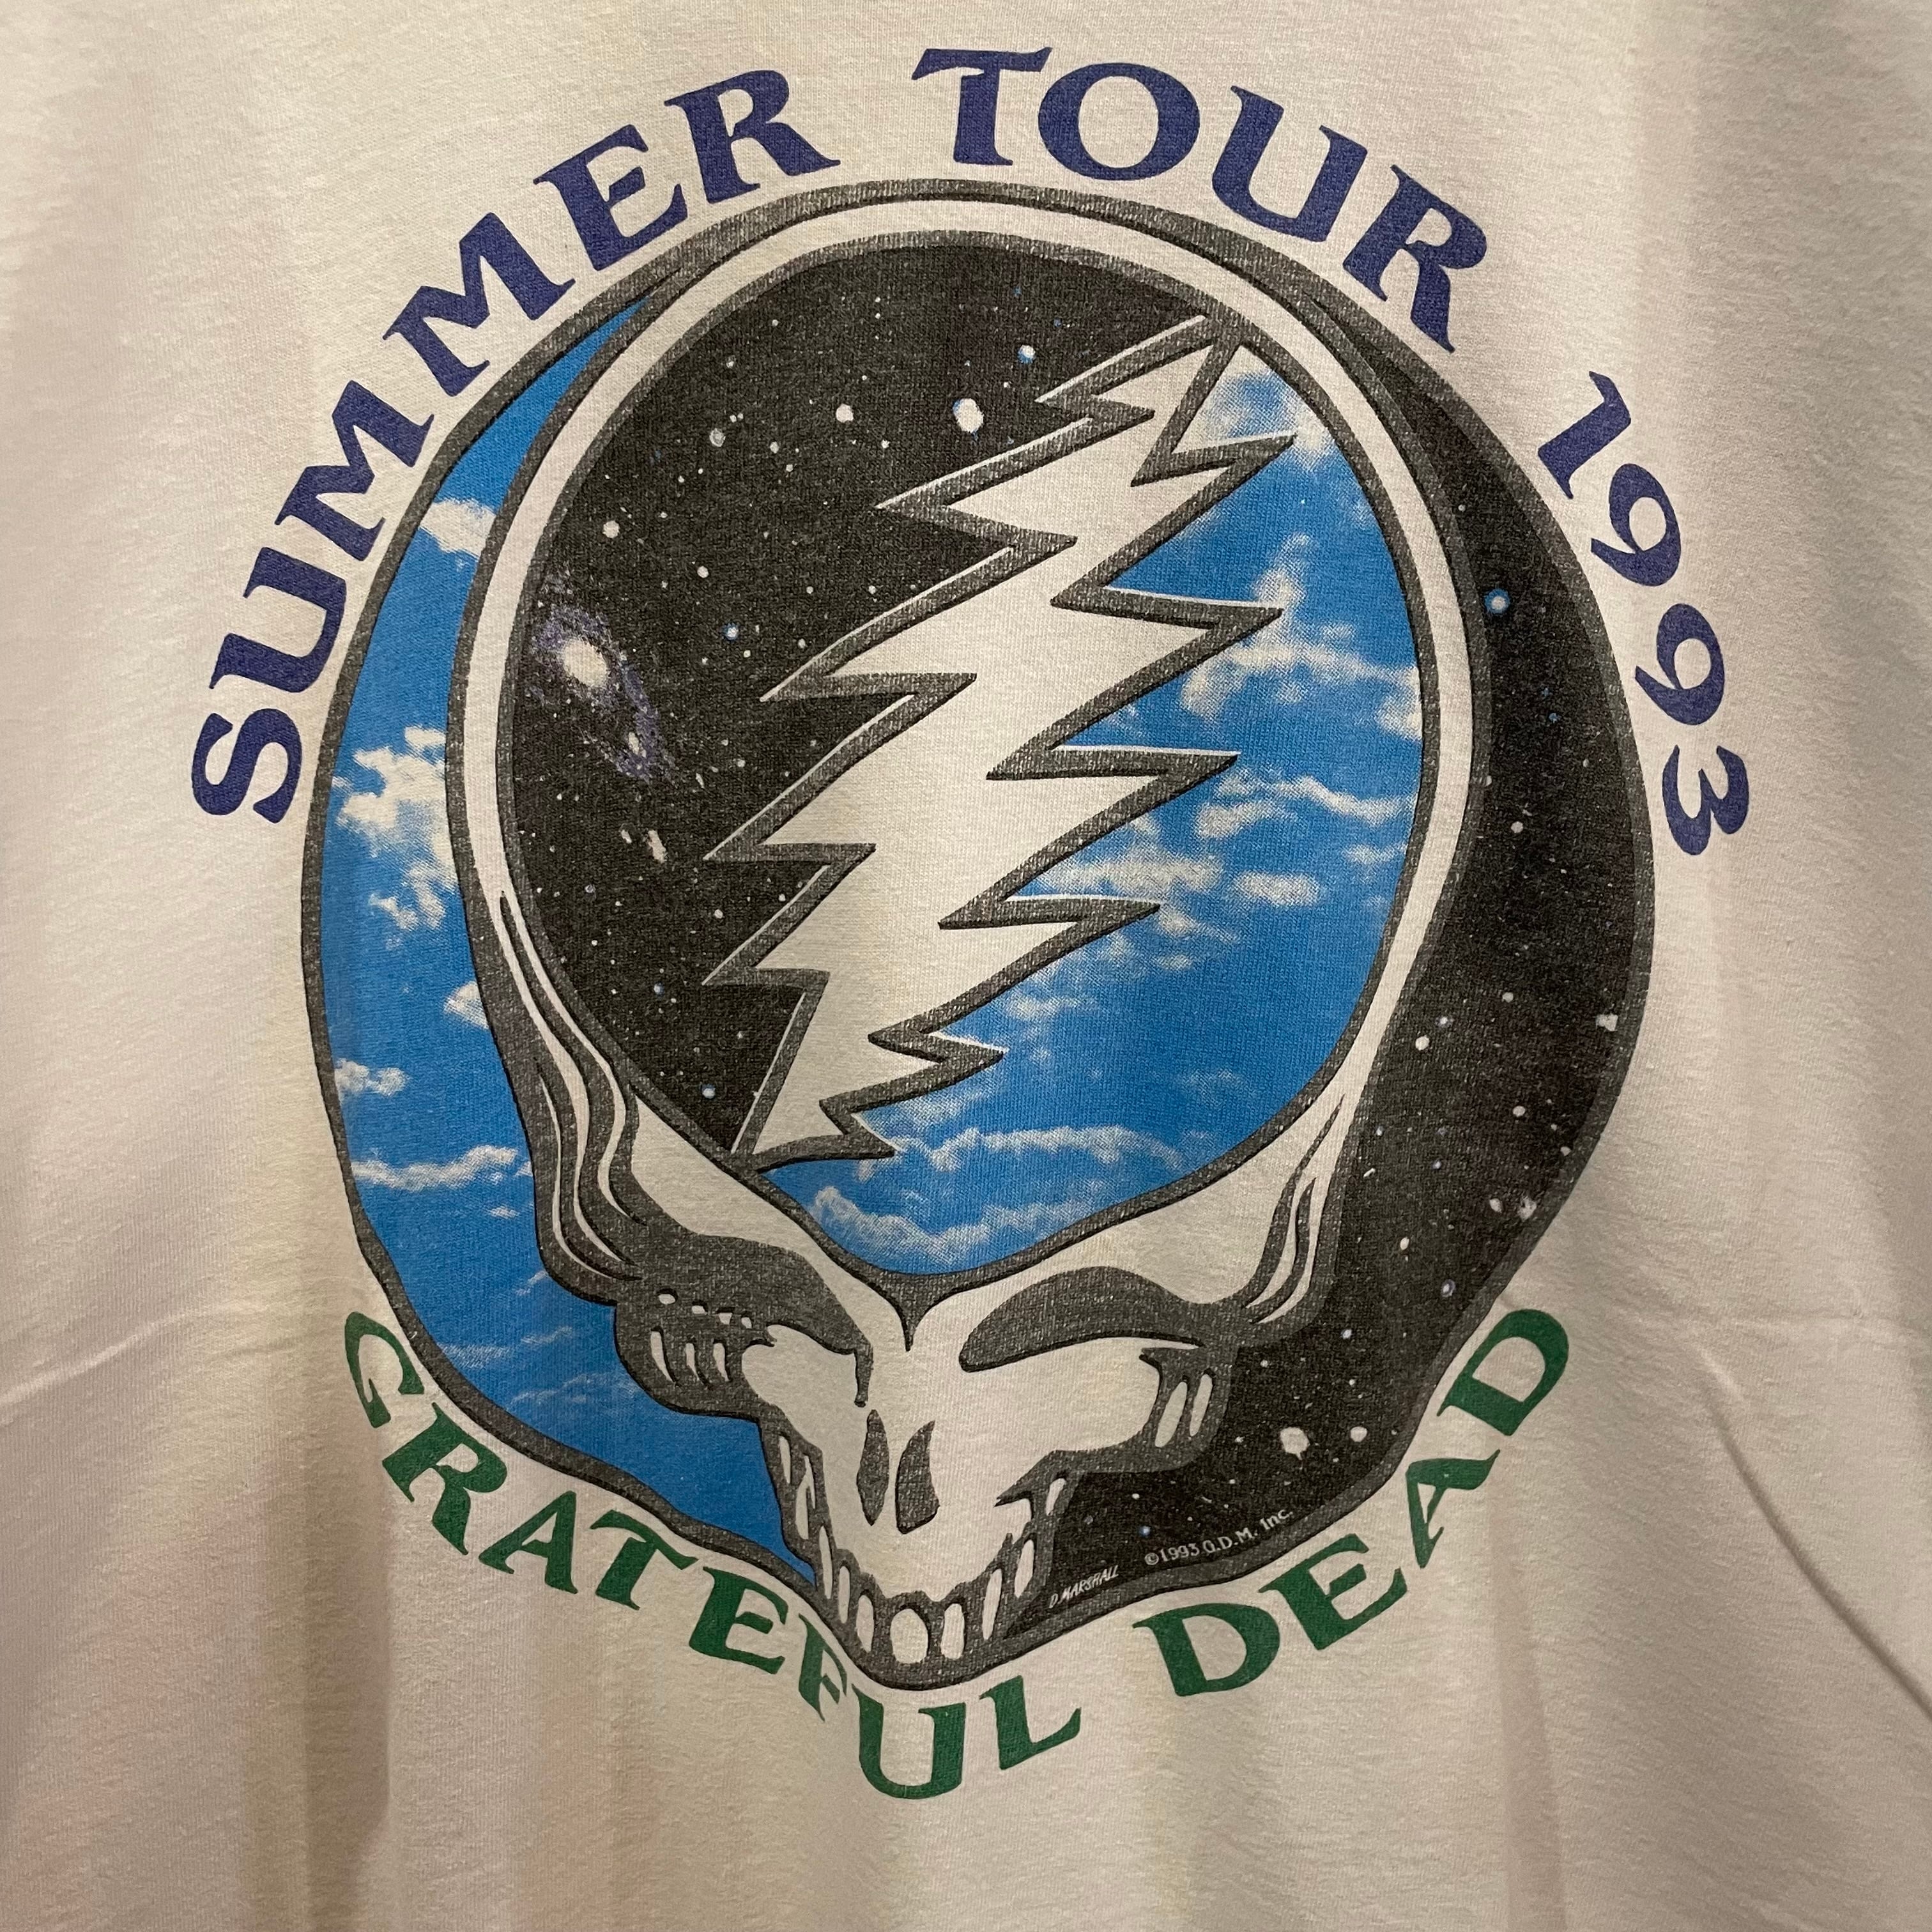 SUMMER TOUR 1993
D MARSHALL
©1993 G.D.M. Inc.
GRATEFUL DEAD